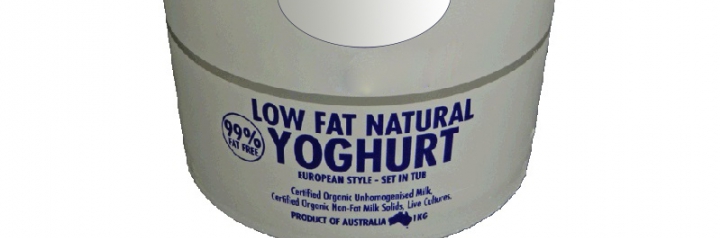 LOW FAT NATURAL
99%
FAT FREE
YOGHURT
EUROPEAN STYLE - SET IN TUB
Certified Organic Unhomogenised Milk,
Certified Organic Non-Fat Milk Solids, Live Cultures.
PRODUCT OF AUSTRALIA 1KG